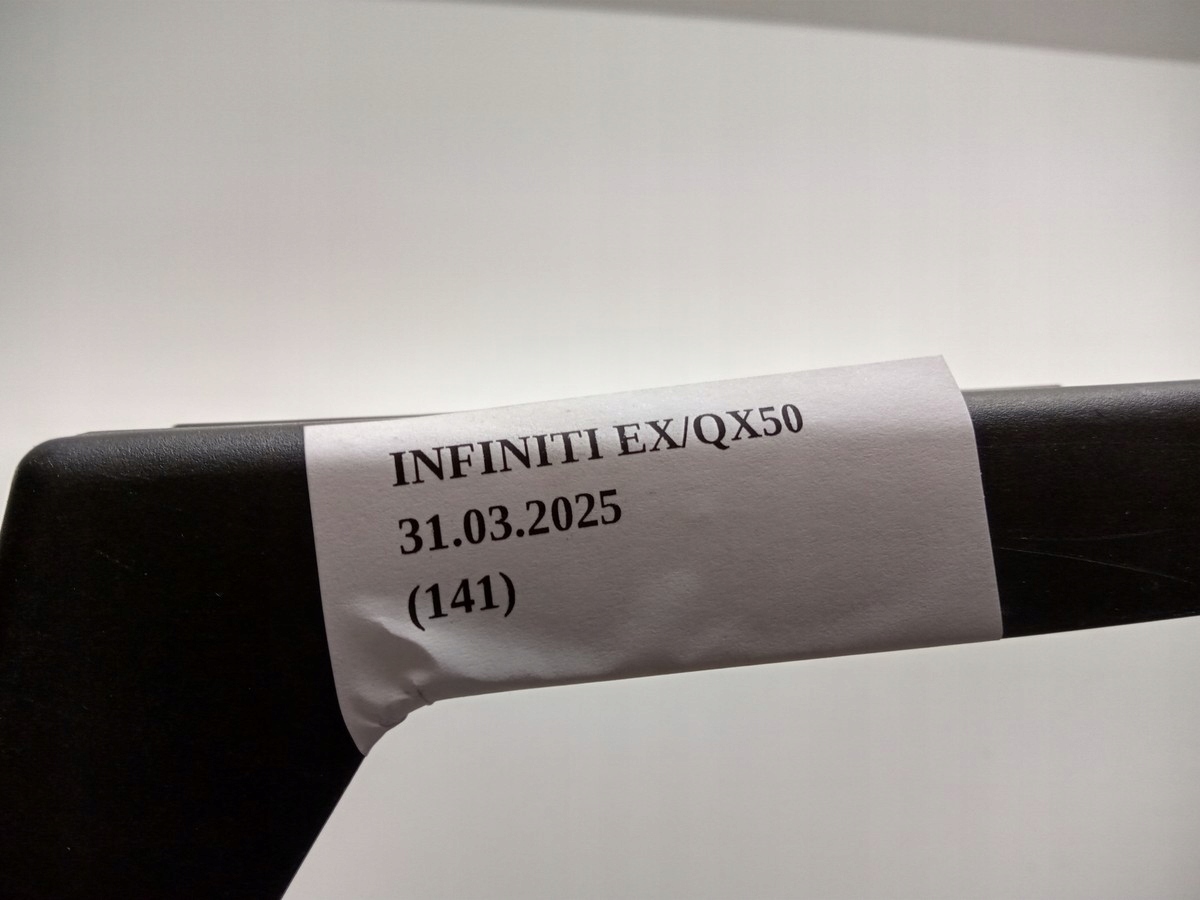 INFINITI EX/QX50
31.03.2025
(141)